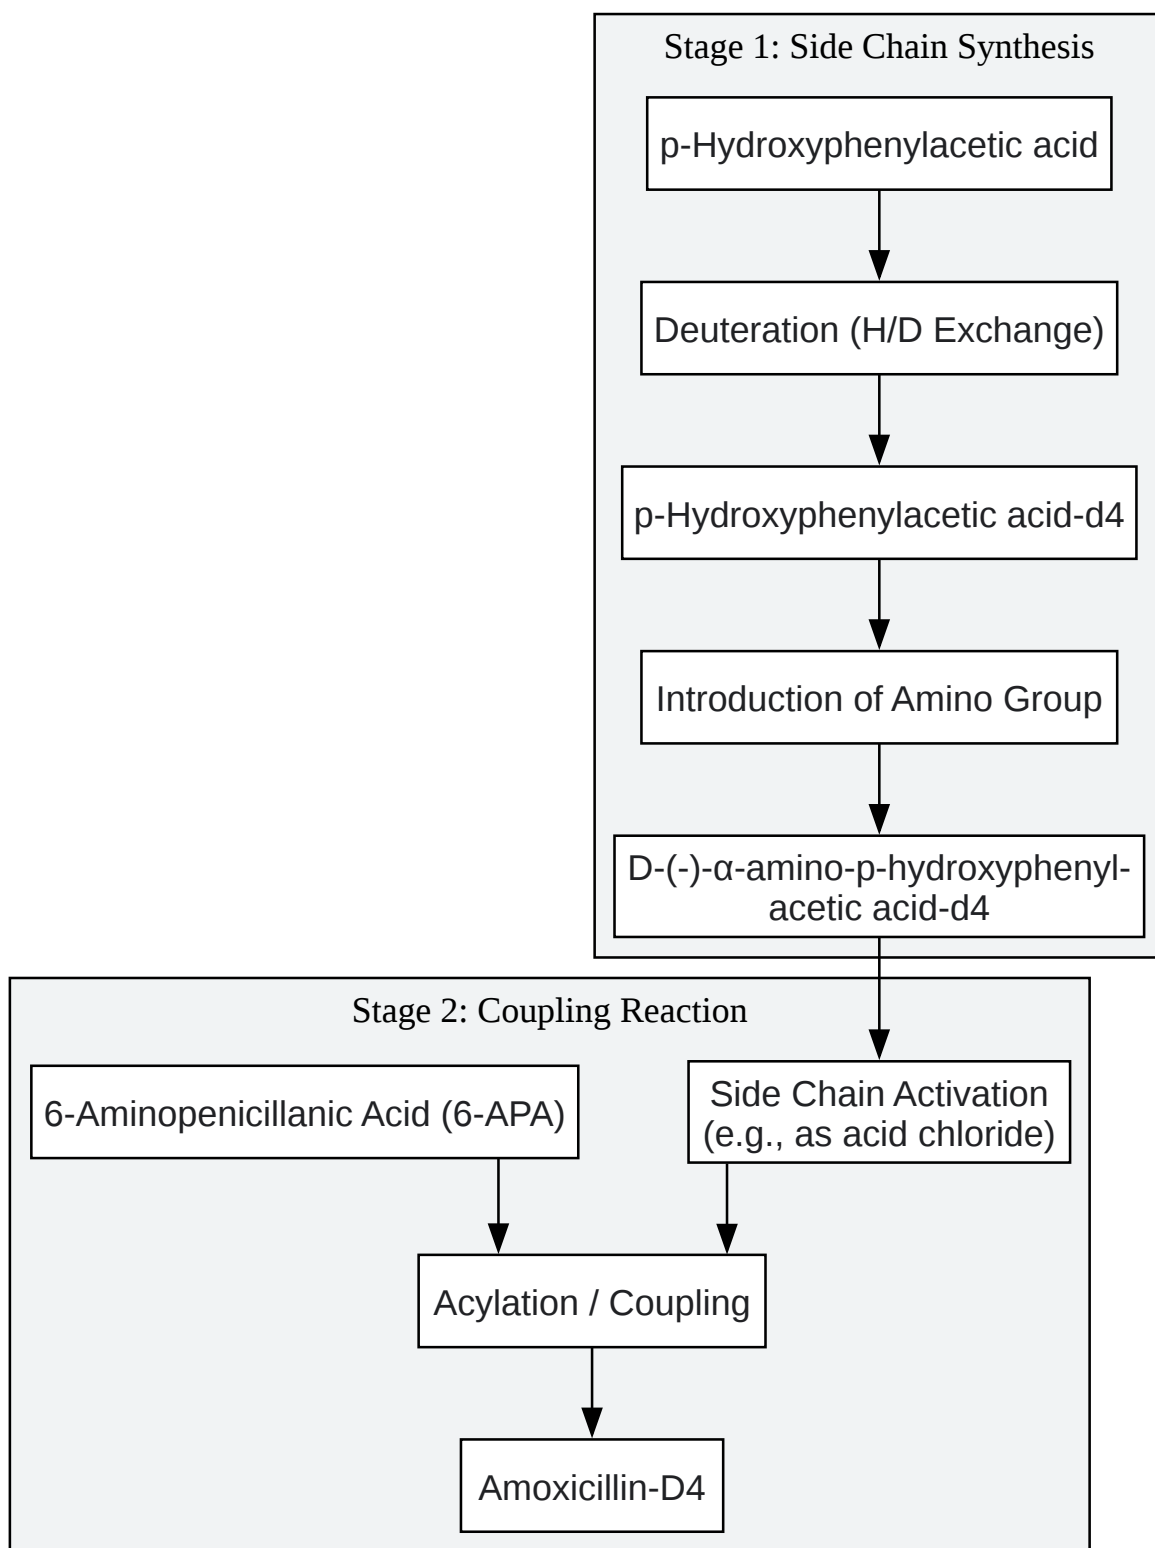 Stage 1: Side Chain Synthesis
p-Hydroxyphenylacetic acid
Deuteration (H/D Exchange)
p-Hydroxyphenylacetic acid-d4
Introduction of Amino Group
D-(-)-α-amino-p-hydroxyphenyl-
acetic acid-d4
Stage 2: Coupling Reaction
6-Aminopenicillanic Acid (6-APA)
Side Chain Activation
(e.g., as acid chloride)
Acylation / Coupling
Amoxicillin-D4